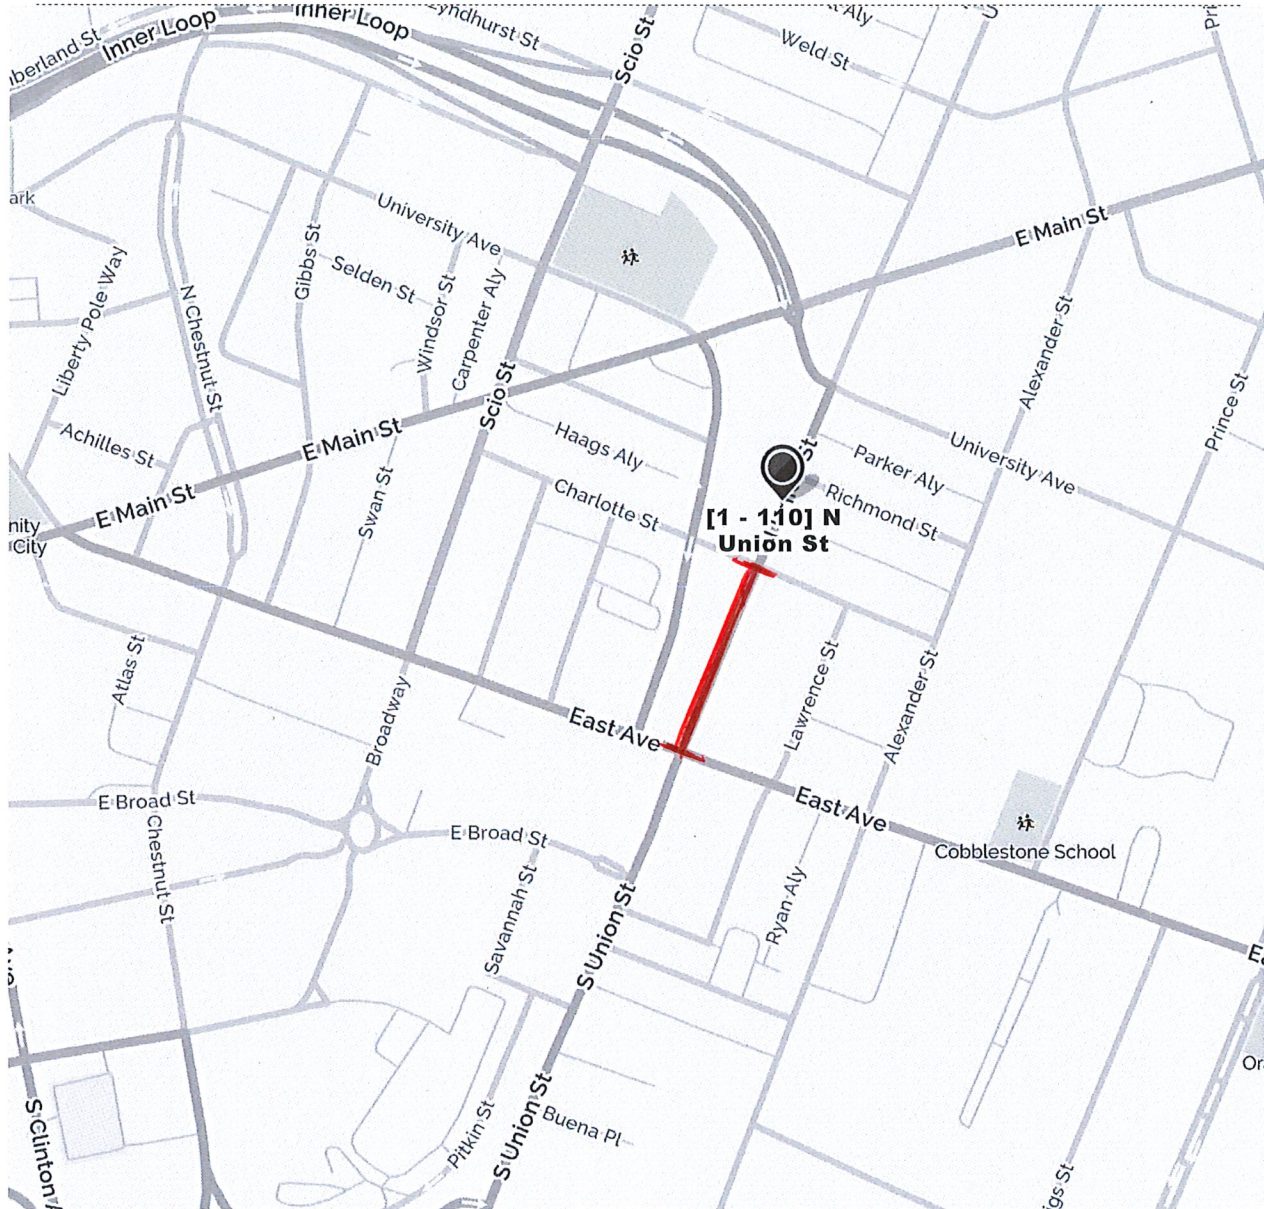 Inner Loop
Inner Loop
Lyndhurst St
Scio St
Weld St
E Main St
University Ave
Gibbs St
Selden St
Windsor St
Carpenter Aly
Liberty Pole Way
N Chestnut St
Alexander St
Prince St
Scio St
E Main St
Achilles St
E Main St
Swan St
Haags Aly
Charlotte St
Parker Aly
University Ave
Richmond St
[1 - 110] N
Union St
Atlas St
Broadway
East Ave
Lawrence St
Alexander St
E Broad St
Chestnut St
E Broad St
East Ave
Cobblestone School
Savannah St
S Union St
Ryan Aly
S Clinton
Pitkin St
S Union St
Buena Pl